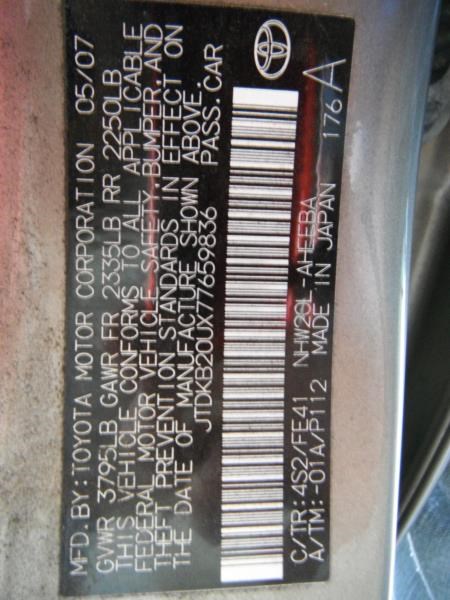 MFD. BY: TOYOTA MOTOR CORPORATION 05/07
GVWR 3795LB GAWR FR 2335LB RR 2250LB
THIS VEHICLE CONFORMS TO ALL APPLICABLE
FEDERAL MOTOR VEHICLE SAFETY, BUMPER, AND
THEFT PREVENTION STANDARDS IN EFFECT ON
THE DATE OF MANUFACTURE SHOWN ABOVE.
JTDKB20UX77659836 PASS. CAR
C/TR: 4S2/FE41 NHW20L-AHEEBA
A/TM: -01A/P112 MADE IN JAPAN
176 A